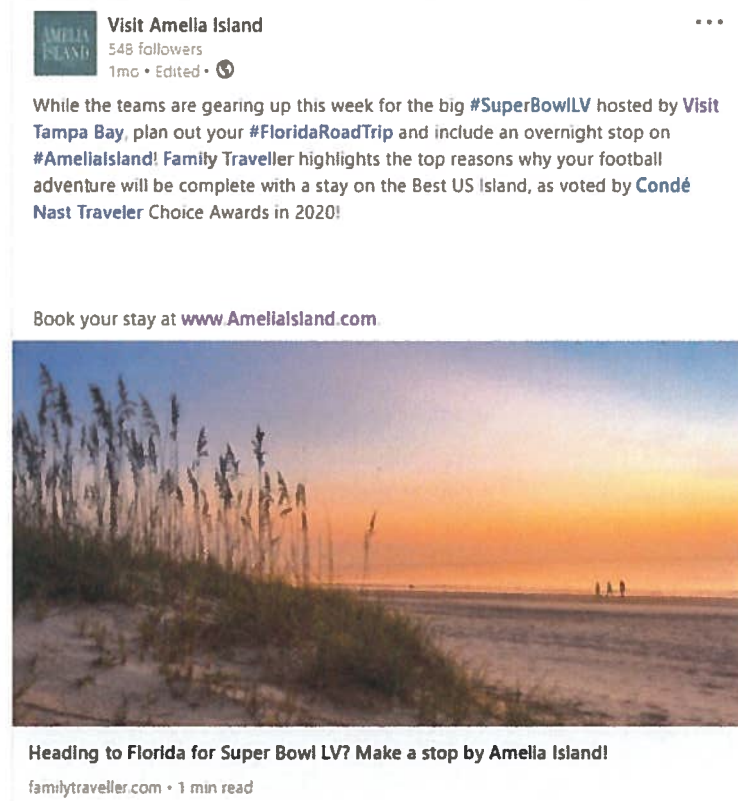 AMELIA
ISLAND
Visit Amelia Island
548 followers
1mo • Edited •
While the teams are gearing up this week for the big #SuperBowlLV hosted by Visit
Tampa Bay, plan out your #FloridaRoadTrip and include an overnight stop on
#AmeliaIsland! Family Traveller highlights the top reasons why your football
adventure will be complete with a stay on the Best US Island, as voted by Condé
Nast Traveler Choice Awards in 2020!
Book your stay at www.AmeliaIsland.com.
Heading to Florida for Super Bowl LV? Make a stop by Amelia Island!
familytraveller.com • 1 min read